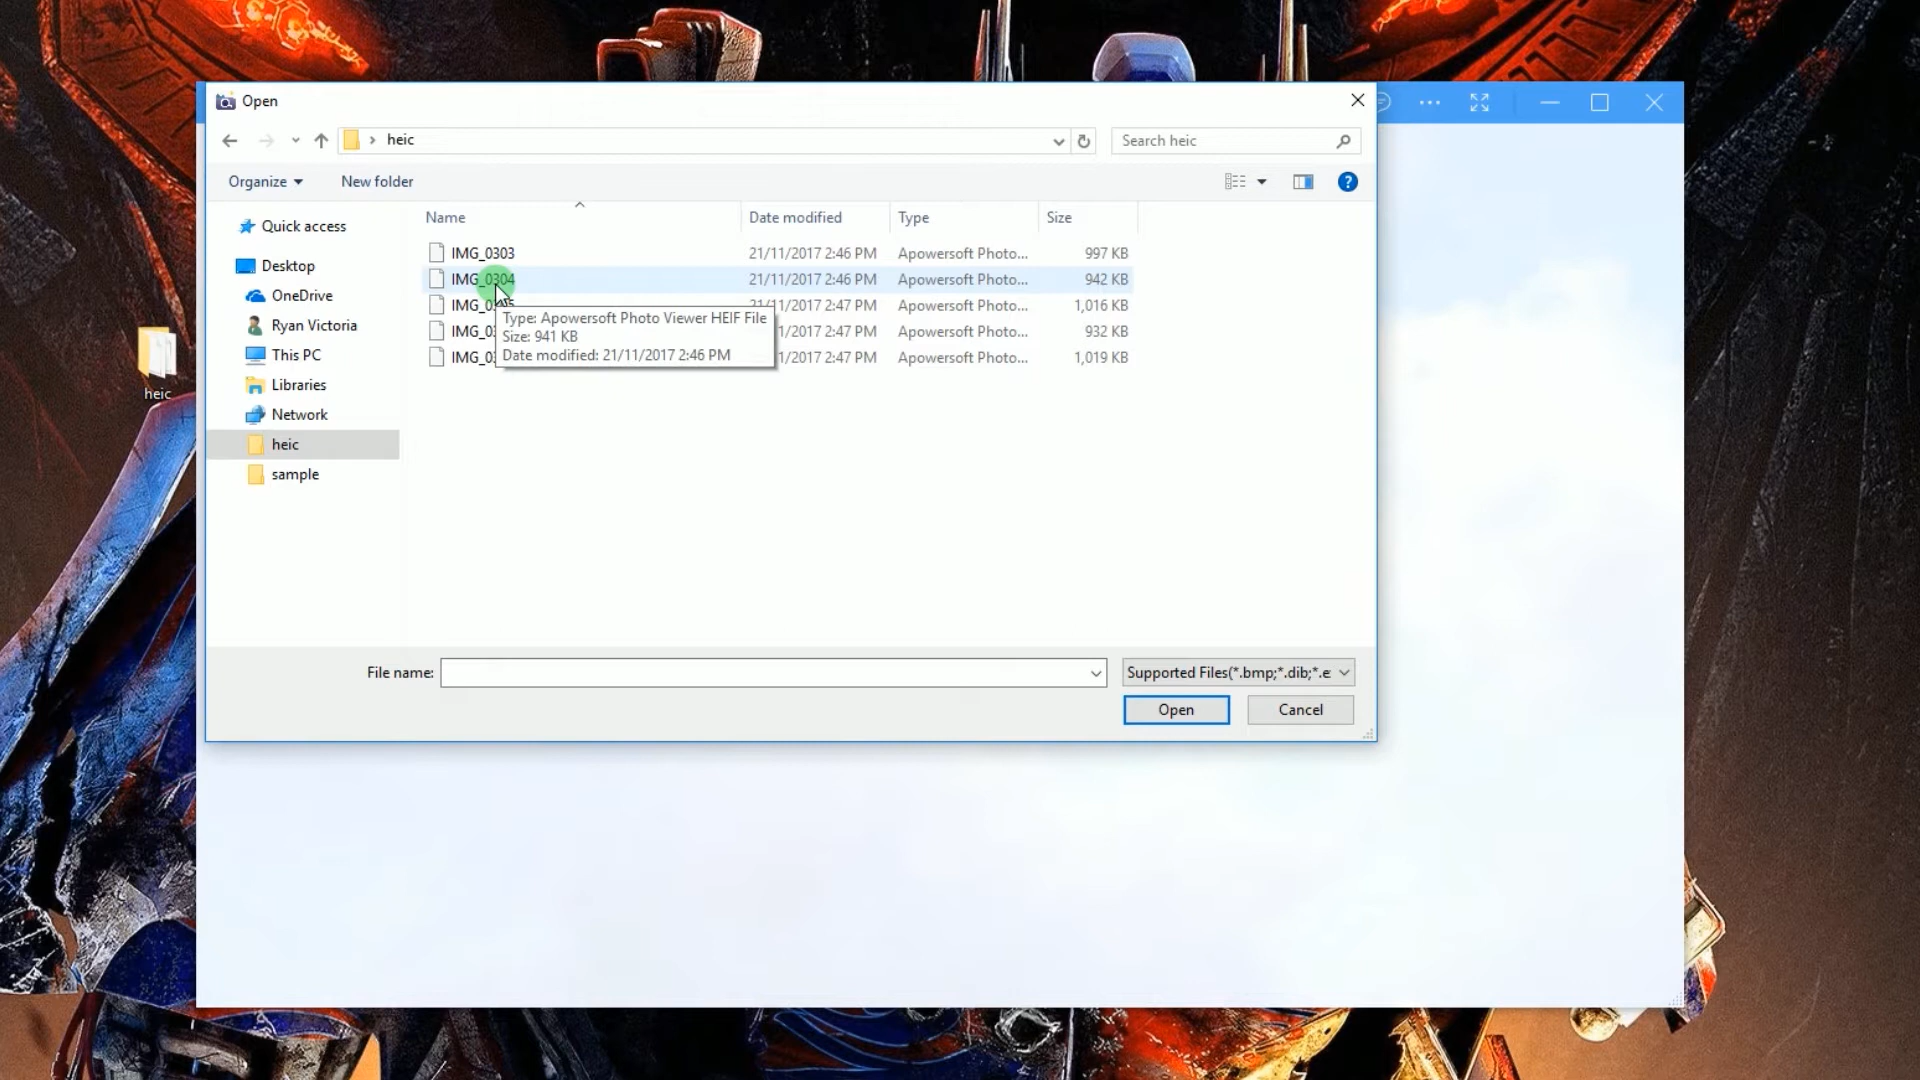 Open
heic
Search heic
Organize
New folder
Name
Date modified
Type
Size
Quick access
Desktop
OneDrive
Ryan Victoria
This PC
Libraries
Network
heic
sample
IMG_0303 21/11/2017 2:46 PM Apowersoft Photo... 997 KB
IMG_0304 21/11/2017 2:46 PM Apowersoft Photo... 942 KB
21/11/2017 2:47 PM Apowersoft Photo... 1,016 KB
2:47 PM Apowersoft Photo... 932 KB
2:47 PM Apowersoft Photo... 1,019 KB
Type: Apowersoft Photo Viewer HEIF File
Size: 941 KB
Date modified: 21/11/2017 2:46 PM
heic
File name:
Supported Files(*.bmp;*.dib;*.e
Open
Cancel